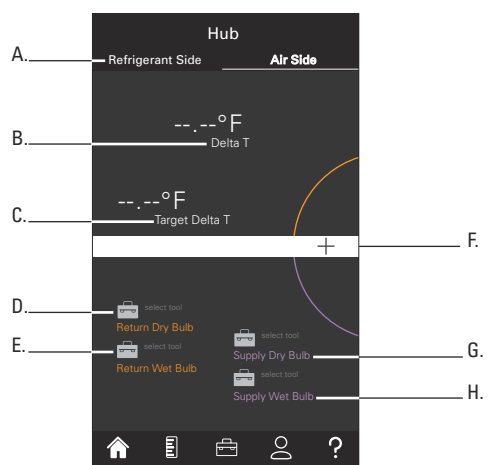 Hub
A. Refrigerant Side Air Side
--.--°F
B. Delta T
--.--°F
C. Target Delta T
+ F.
D. select tool
Return Dry Bulb
E. select tool
Return Wet Bulb
select tool
Supply Dry Bulb G.
select tool
Supply Wet Bulb H.
?